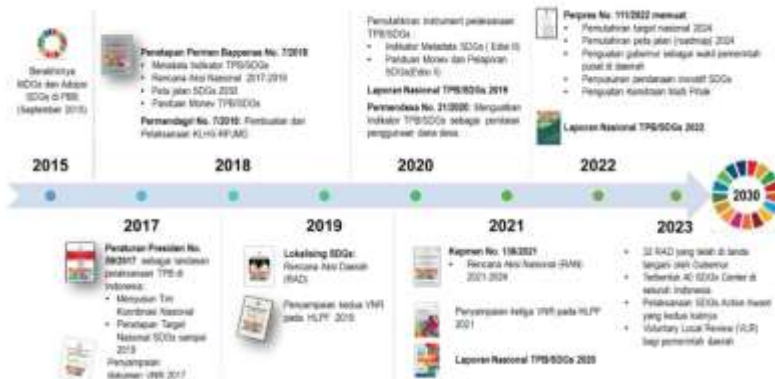 Berakhirnya
MDGs dan Adopsi
SDGs di PBB
(September 2015)
Penetapan Permen Bappenas No. 7/2018
• Metadata Indikator TPB/SDGs
• Rencana Aksi Nasional 2017-2019
• Peta jalan SDGs 2030
• Panduan Monev TPB/SDGs
Permendagri No. 7/2018: Pembuatan dan
Pelaksanaan KLHS RPJMD
Pemutakhiran instrument pelaksanaan
TPB/SDGs
• Indikator Metadata SDGs ( Edisi II)
• Panduan Monev dan Pelaporan
SDGs(Edisi II)
Laporan Nasional TPB/SDGs 2019
Permendesa No. 21/2020: Menguatkan
Indikator TPB/SDGs sebagai
penggunaan dana desa.
Perpres No. 111/2022 memuat:
• Pemutakhiran target nasional 2024
• Pemutakhiran peta jalan (roadmap) 2024
• Penguatan gubernur sebagai wakil pemerintah
pusat di daerah
• Penyusunan pendanaan inovatif SDGs
• Penguatan Kemitraan Multi Pihak
Laporan Nasional TPB/SDGs 2022
2015
2018
2020
2022
2030
2017
2019
2021
2023
Peraturan Presiden No.
59/2017 sebagai landasan
pelaksanaan TPB di
Indonesia:
• Menyusun Tim
Koordinasi Nasional
• Penetapan Target
Nasional SDGs sampai
2019
Penyampaian
dokumen VNR 2017
Lokalising SDGs:
Rencana Aksi Daerah
(RAD)
Penyampaian kedua VNR
pada HLPF 2019
Kepmen No.
• Rencana Aksi Nasional (RAN)
2021-2024
Penyampaian ketiga VNR pada HLPF
2021
Laporan Nasional TPB/SDGs 2020
• 32 RAD yang telah di tanda
tangani oleh Gubernur
• Terbentuk 40 SDGs Center di
seluruh Indonesia
• Pelaksanaan SDGs Action Award
yang kedua kalinya
• Voluntary Local Review (VLR)
bagi pemerintah daerah